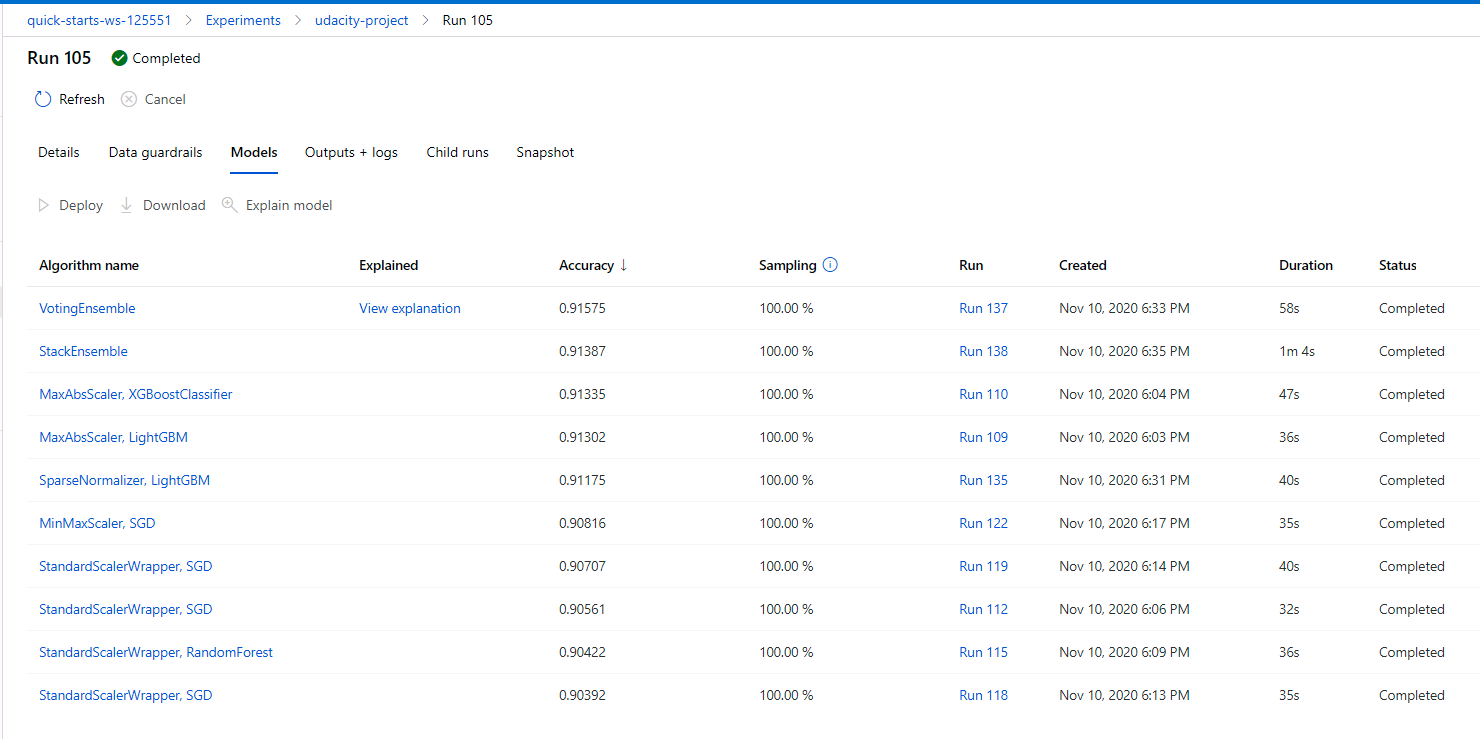 quick-starts-ws-125551 > Experiments > udacity-project > Run 105
Run 105 Completed
Refresh Cancel
Details Data guardrails Models Outputs + logs Child runs Snapshot
Deploy Download Explain model
Algorithm name Explained Accuracy ↓ Sampling Run Created Duration Status
VotingEnsemble View explanation 0.91575 100.00 % Run 137 Nov 10, 2020 6:33 PM 58s Completed
StackEnsemble 0.91387 100.00 % Run 138 Nov 10, 2020 6:35 PM 1m 4s Completed
MaxAbsScaler, XGBoostClassifier 0.91335 100.00 % Run 110 Nov 10, 2020 6:04 PM 47s Completed
MaxAbsScaler, LightGBM 0.91302 100.00 % Run 109 Nov 10, 2020 6:03 PM 36s Completed
SparseNormalizer, LightGBM 0.91175 100.00 % Run 135 Nov 10, 2020 6:31 PM 40s Completed
MinMaxScaler, SGD 0.90816 100.00 % Run 122 Nov 10, 2020 6:17 PM 35s Completed
StandardScalerWrapper, SGD 0.90707 100.00 % Run 119 Nov 10, 2020 6:14 PM 40s Completed
StandardScalerWrapper, SGD 0.90561 100.00 % Run 112 Nov 10, 2020 6:06 PM 32s Completed
StandardScalerWrapper, RandomForest 0.90422 100.00 % Run 115 Nov 10, 2020 6:09 PM 36s Completed
StandardScalerWrapper, SGD 0.90392 100.00 % Run 118 Nov 10, 2020 6:13 PM 35s Completed